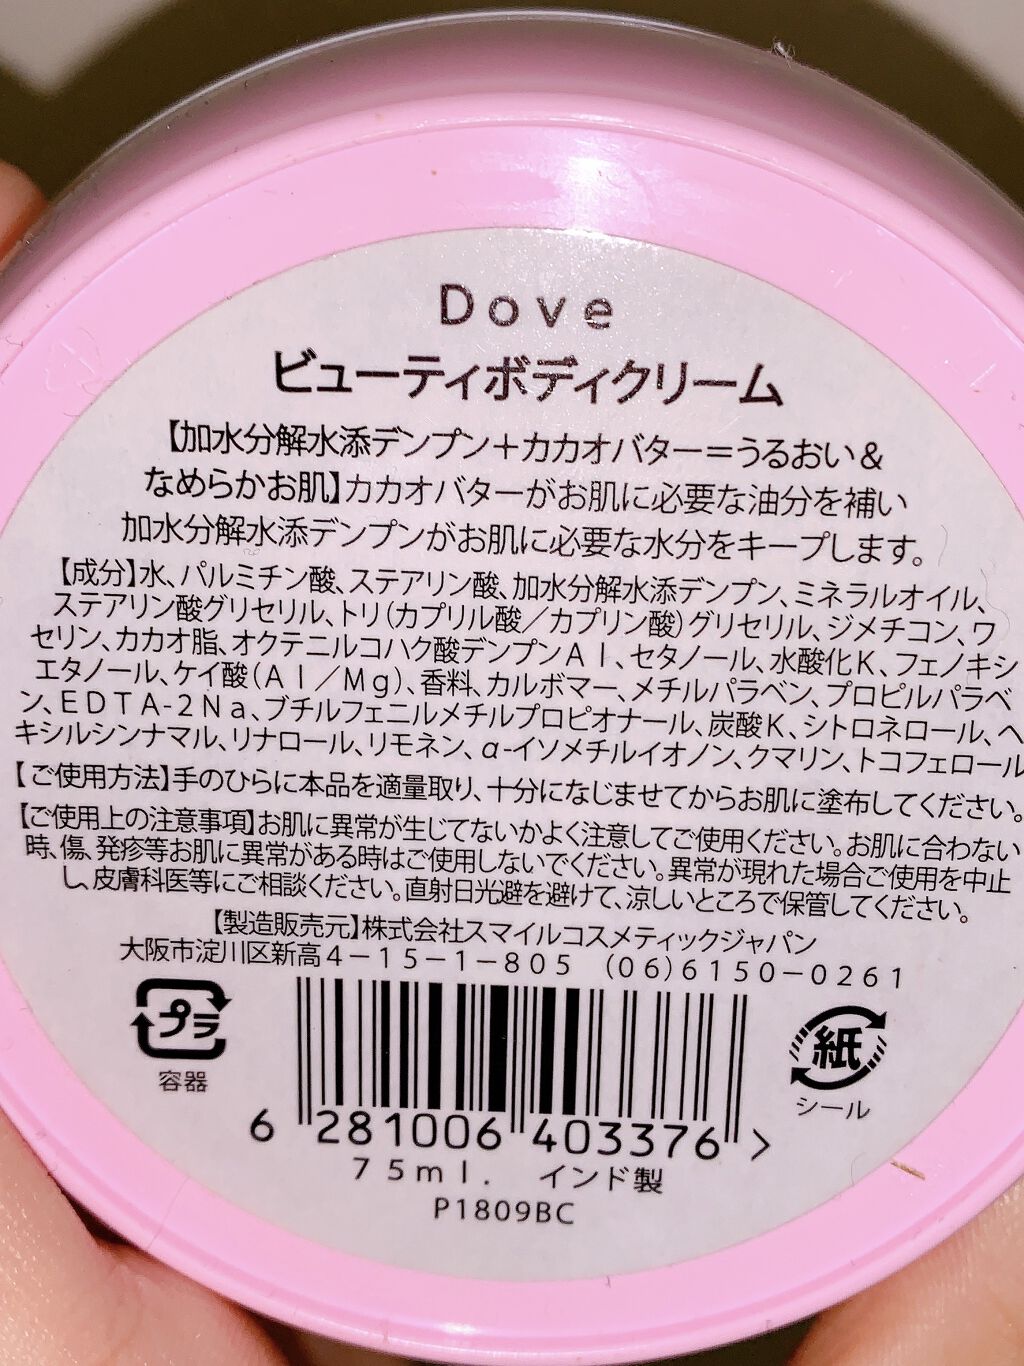 Dove
ビューティボディクリーム
【加水分解水添デンプン＋カカオバター＝うるおい＆
なめらかお肌】カカオバターがお肌に必要な油分を補い
加水分解水添デンプンがお肌に必要な水分をキープします。
【成分】水、パルミチン酸、ステアリン酸、加水分解水添デンプン、ミネラルオイル、
ステアリン酸グリセリル、トリ（カプリル酸／カプリン酸）グリセリル、ジメチコン、ワ
セリン、カカオ脂、オクテニルコハク酸デンプンＡｌ、セタノール、水酸化Ｋ、フェノキシ
エタノール、ケイ酸（Ａｌ／Ｍｇ）、香料、カルボマー、メチルパラベン、プロピルパラベ
ン、ＥＤＴＡ-２Ｎａ、ブチルフェニルメチルプロピオナール、炭酸Ｋ、シトロネロール、ヘ
キシルシンナマル、リナロール、リモネン、α-イソメチルイオノン、クマリン、トコフェロール
【ご使用方法】手のひらに本品を適量取り、十分になじませてからお肌に塗布してください。
【ご使用上の注意事項】お肌に異常が生じてないかよく注意してご使用ください。お肌に合わない
時、傷、発疹等お肌に異常がある時はご使用しないでください。異常が現れた場合ご使用を中止
し、皮膚科医等にご相談ください。直射日光避を避けて、涼しいところで保管してください。
【製造販売元】株式会社スマイルコスメティックジャパン
大阪市淀川区新高４－１５－１－８０５　（０６）６１５０－０２６１
プラ
容器
紙
シール
6 281006 403376 >
７５ｍｌ.　インド製
P1809BC